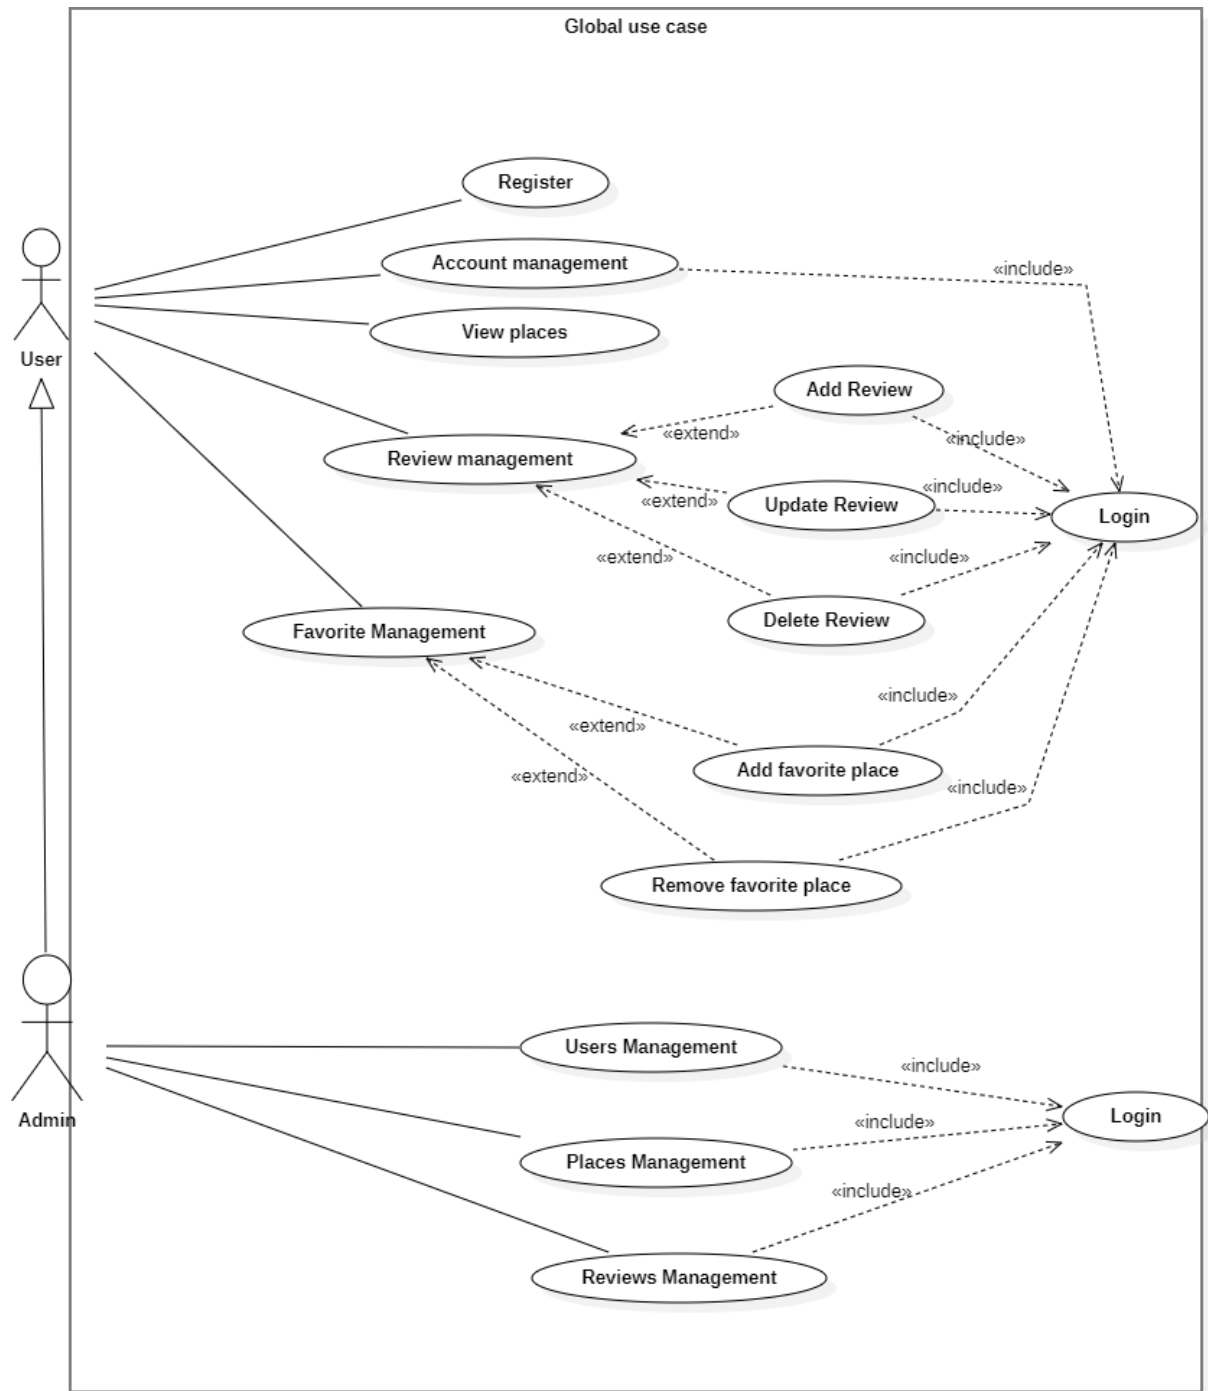 Global use case
Register
Account management
«include»
View places
User
Add Review
«extend»
«include»
Review management
«extend»
Update Review
«include»
Login
«extend»
«include»
Delete Review
Favorite Management
«include»
«extend»
Add favorite place
«extend»
«include»
Remove favorite place
Users Management
«include»
Admin
Login
«include»
Places Management
«include»
Reviews Management